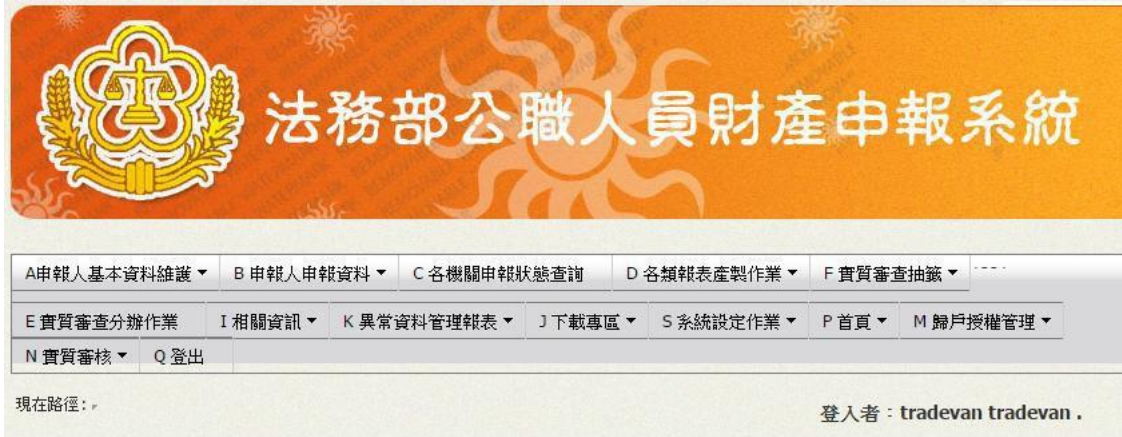 法務部公職人員財產申報系統
A申報人基本資料維護▼ B 申報人申報資料▼ C 各機關申報狀態查詢 D 各類報表產製作業▼ F 實質審查抽籤▼
E 實質審查分辦作業 I 相關資訊▼ K 異常資料管理報表▼ J 下載專區▼ S 系統設定作業▼ P 首頁▼ M 歸戶授權管理▼
N 實質審核▼ Q 登出
現在路徑：
登入者：tradevan tradevan .